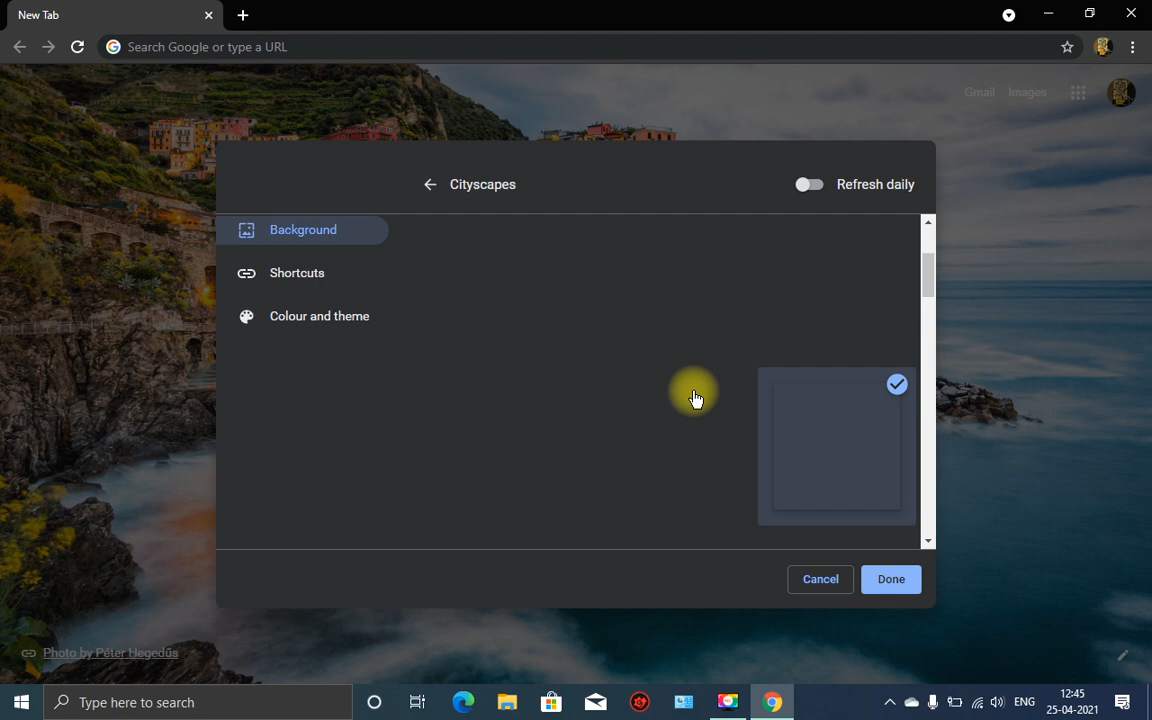 New Tab
Search Google or type a URL
Gmail Images
Cityscapes
Refresh daily
Background
Shortcuts
Colour and theme
Cancel Done
Photo by Péter Hegedűs
Type here to search
ENG
12:45
25-04-2021